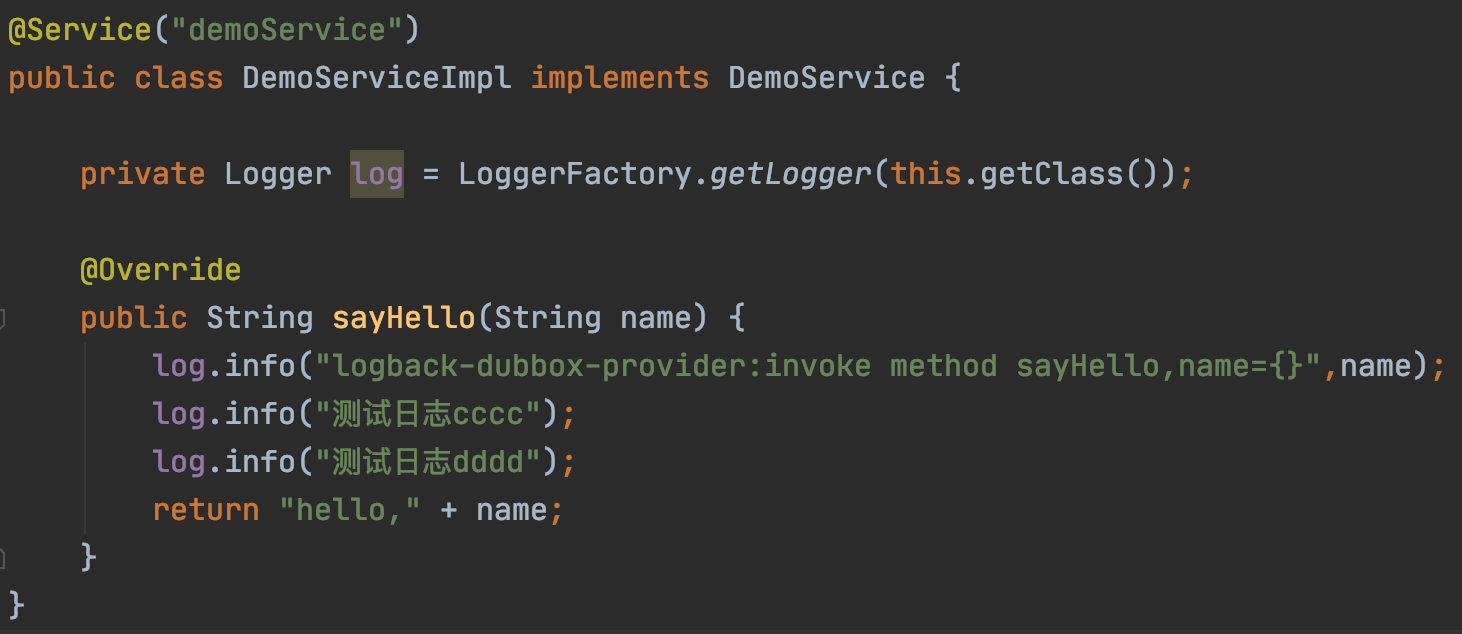 @Service("demoService")
public class DemoServiceImpl implements DemoService {
private Logger log = LoggerFactory.getLogger(this.getClass());
@Override
public String sayHello(String name) {
log.info("logback-dubbox-provider:invoke method sayHello,name={}",name);
log.info("测试日志cccc");
log.info("测试日志dddd");
return "hello," + name;
}
}